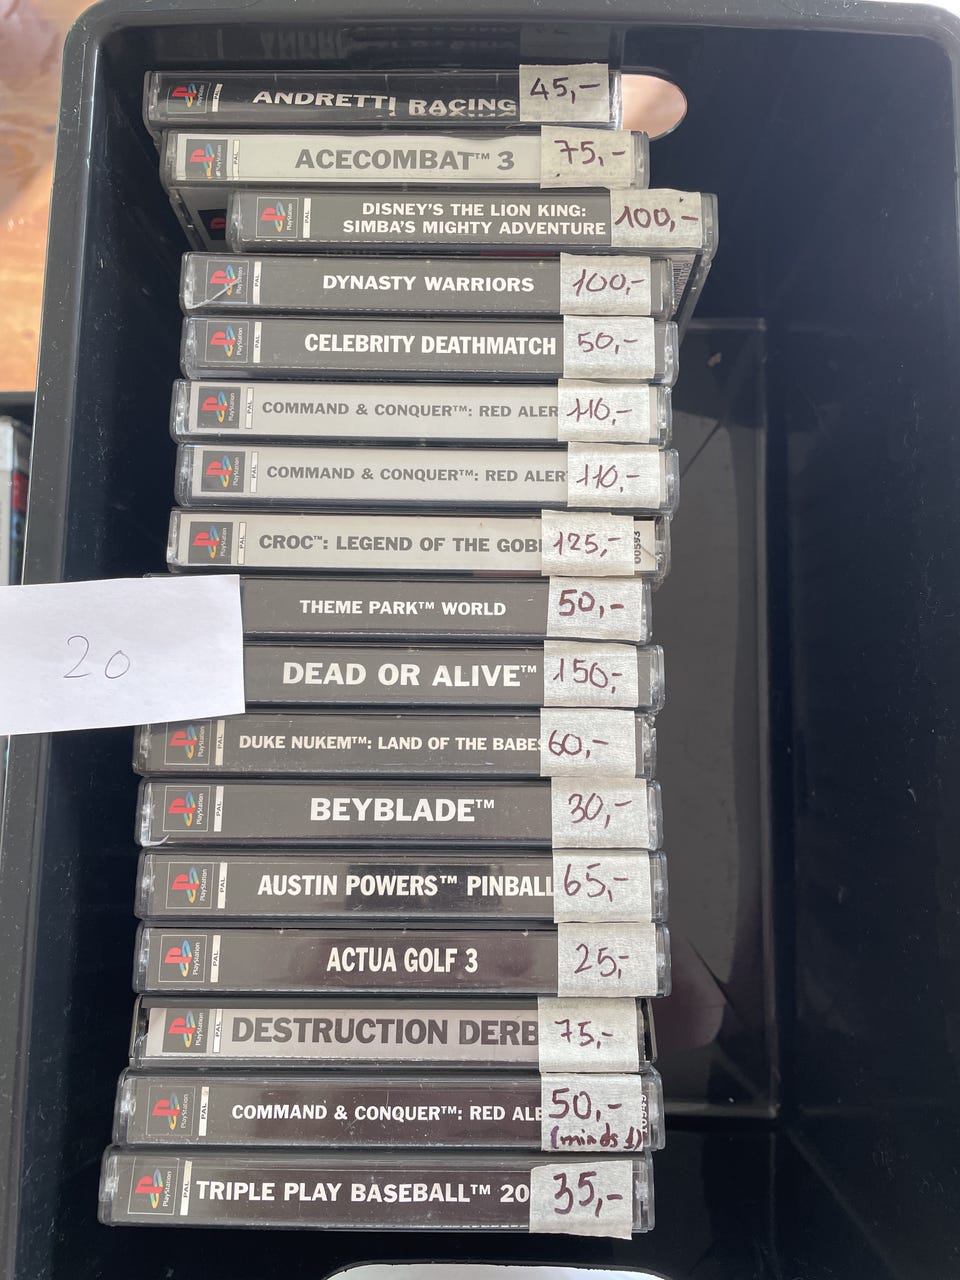 ANDRETTI RACING 45,-
ACECOMBAT™ 3 75,-
DISNEY'S THE LION KING:
SIMBA'S MIGHTY ADVENTURE 100,-
DYNASTY WARRIORS 100,-
CELEBRITY DEATHMATCH 50,-
COMMAND & CONQUER™: RED ALER 110,-
COMMAND & CONQUER™: RED ALER 110,-
CROC™: LEGEND OF THE GOB 125,- 00593
THEME PARK™ WORLD 50,-
20
DEAD OR ALIVE™ 150,-
DUKE NUKEM™: LAND OF THE BABES 60,-
BEYBLADE™ 30,-
AUSTIN POWERS™ PINBALL 65,-
ACTUA GOLF 3 25,-
DESTRUCTION DERB 75,-
COMMAND & CONQUER™: RED ALE 50,-
TRIPLE PLAY BASEBALL™ 20 35,-